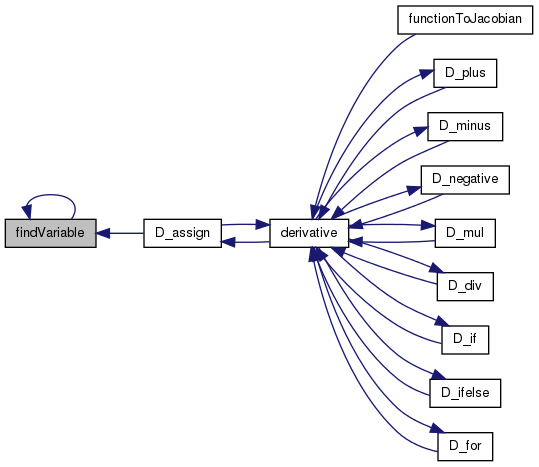 functionToJacobian
D_plus
D_minus
D_negative
findVariable
D_assign
derivative
D_mul
D_div
D_if
D_ifelse
D_for